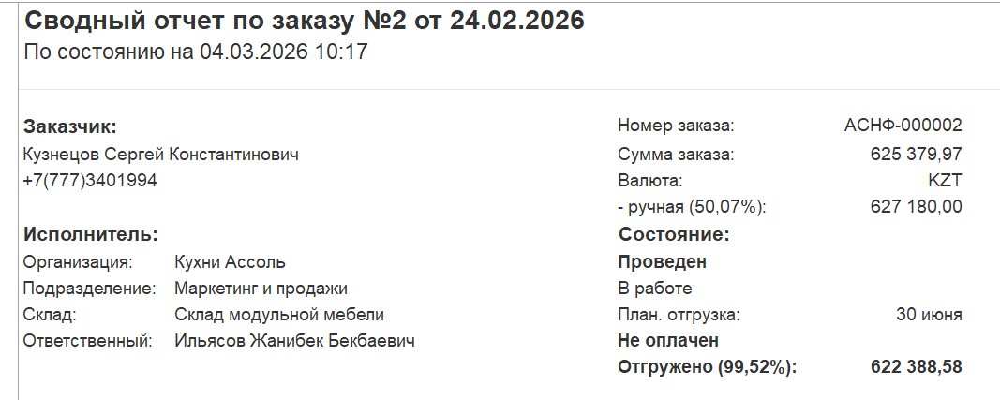 Сводный отчет по заказу №2 от 24.02.2026
По состоянию на 04.03.2026 10:17
Заказчик:
Кузнецов Сергей Константинович
+7(777)3401994
Номер заказа: АСНФ-000002
Сумма заказа: 625 379,97
Валюта: KZT
- ручная (50,07%): 627 180,00
Исполнитель:
Организация: Кухни Ассоль
Подразделение: Маркетинг и продажи
Склад: Склад модульной мебели
Ответственный: Ильясов Жанибек Бекбаевич
Состояние:
Проведен
В работе
План. отгрузка: 30 июня
Не оплачен
Отгружено (99,52%): 622 388,58